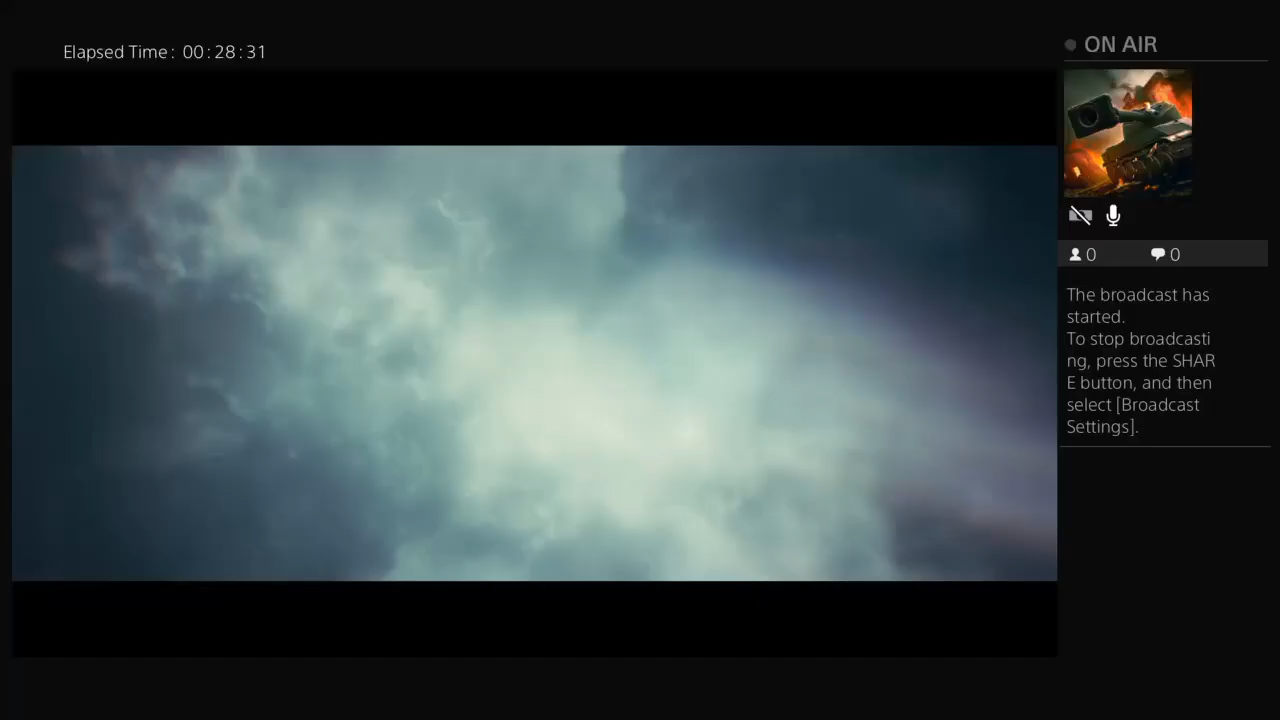 Elapsed Time: 00:28:31
ON AIR
0
0
The broadcast has
started.
To stop broadcasti
ng, press the SHAR
E button, and then
select [Broadcast
Settings].